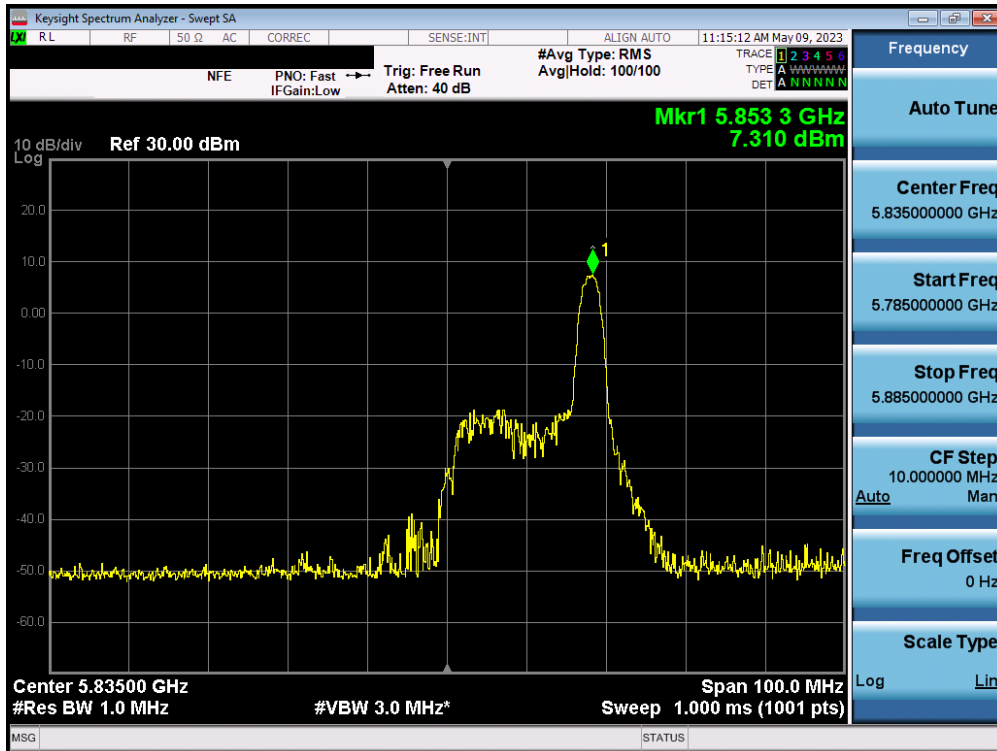 Keysight Spectrum Analyzer - Swept SA
LXI RL RF 50 Ω AC CORREC SENSE:INT ALIGN AUTO 11:15:12 AM May 09, 2023
NFE PNO: Fast Trig: Free Run #Avg Type: RMS TRACE 1 2 3 4 5 6
IFGain:Low Atten: 40 dB Avg|Hold: 100/100 TYPE A WWWWW
DET A N N N N N
Mkr1 5.853 3 GHz
7.310 dBm
10 dB/div Ref 30.00 dBm
Log
20.0
1
10.0
0.00
-10.0
-20.0
-30.0
-40.0
-50.0
-60.0
Center 5.83500 GHz Span 100.0 MHz
#Res BW 1.0 MHz #VBW 3.0 MHz* Sweep 1.000 ms (1001 pts)
MSG STATUS
Frequency
Auto Tune
Center Freq
5.835000000 GHz
Start Freq
5.785000000 GHz
Stop Freq
5.885000000 GHz
CF Step
10.000000 MHz
Auto Man
Freq Offset
0 Hz
Scale Type
Log Lin